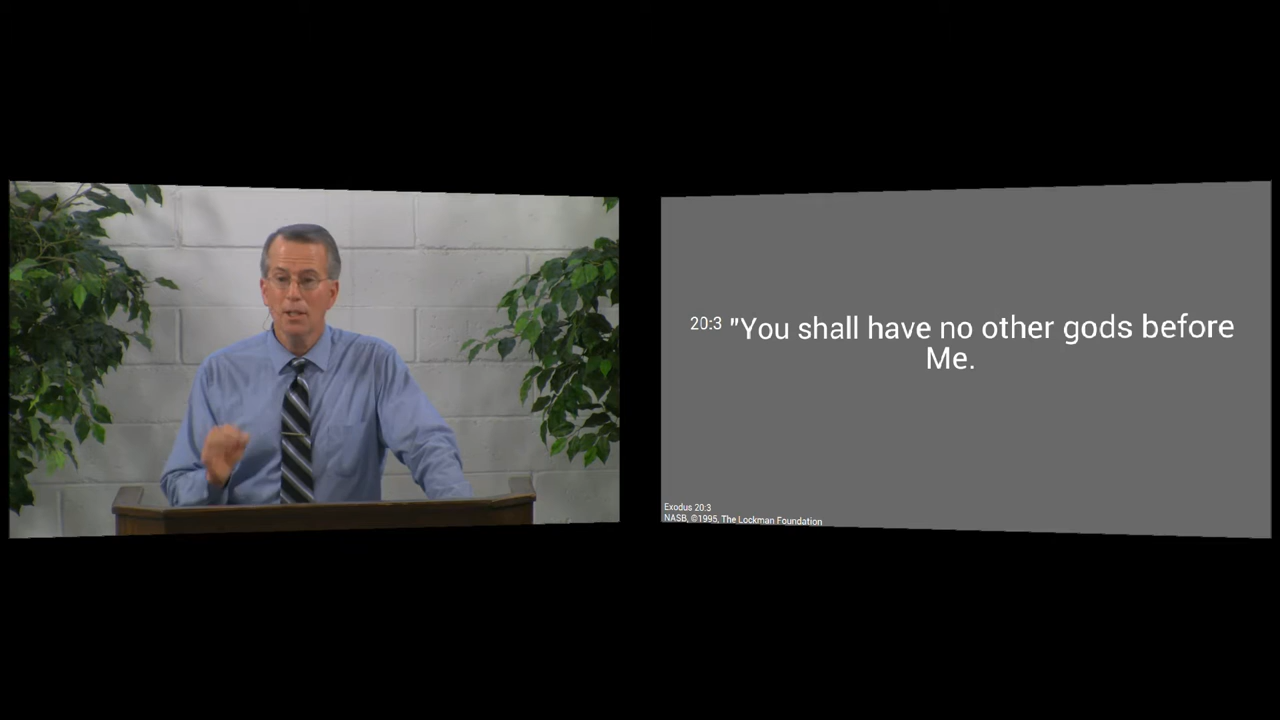 20:3 "You shall have no other gods before
Me.
Exodus 20:3
NASB, ©1995, The Lockman Foundation